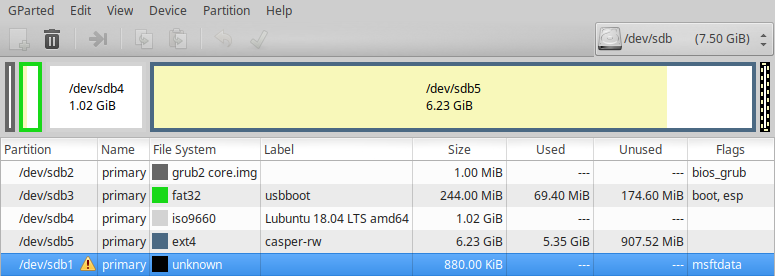 GParted Edit View Device Partition Help
/dev/sdb (7.50 GiB)
/dev/sdb4
1.02 GiB
/dev/sdb5
6.23 GiB
Partition Name File System Label Size Used Unused Flags
/dev/sdb2 primary grub2 core.img 1.00 MiB --- --- bios_grub
/dev/sdb3 primary fat32 usbboot 244.00 MiB 69.40 MiB 174.60 MiB boot, esp
/dev/sdb4 primary iso9660 Lubuntu 18.04 LTS amd64 1.02 GiB --- ---
/dev/sdb5 primary ext4 casper-rw 6.23 GiB 5.35 GiB 907.52 MiB
/dev/sdb1 primary unknown 880.00 KiB --- --- msftdata